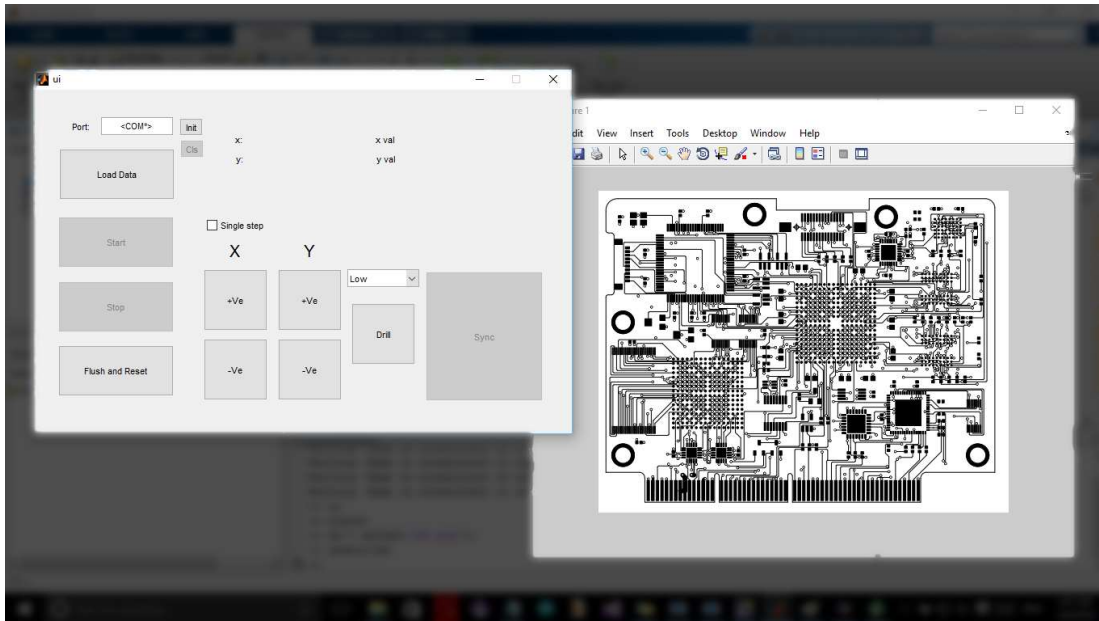 ui
Port: <COM*> Init
Cls
x: x val
y: y val
Load Data
Single step
Start
X Y
Low
+Ve +Ve
Stop
Drill
Sync
Flush and Reset
-Ve -Ve
ure 1
dit View Insert Tools Desktop Window Help